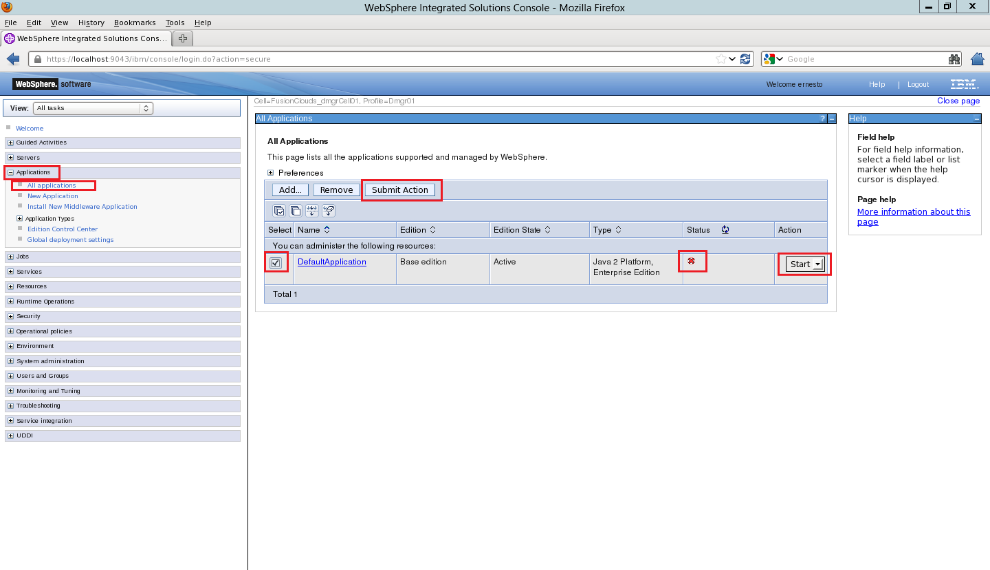 WebSphere Integrated Solutions Console - Mozilla Firefox
File Edit View History Bookmarks Tools Help
WebSphere Integrated Solutions Cons...
https://localhost:9043/ibm/console/login.do?action=secure
Google
WebSphere. software
Welcome ernesto
Help | Logout
IBM.
View: All tasks
Welcome
Guided Activities
Servers
Applications
All applications
New Application
Install New Middleware Application
Application Types
Edition Control Center
Global deployment settings
Jobs
Services
Resources
Runtime Operations
Security
Operational policies
Environment
System administration
Users and Groups
Monitoring and Tuning
Troubleshooting
Service integration
UDDI
Cell=FusionClouds_dmgrCell01, Profile=Dmgr01
Close page
All Applications ? –
All Applications
This page lists all the applications supported and managed by WebSphere.
Preferences
Add... Remove Submit Action
Select Name Edition Edition State Type Status Action
You can administer the following resources:
DefaultApplication Base edition Active Java 2 Platform, Start
Enterprise Edition
Total 1
Help –
Field help
For field help information,
select a field label or list
marker when the help
cursor is displayed.
Page help
More information about this
page